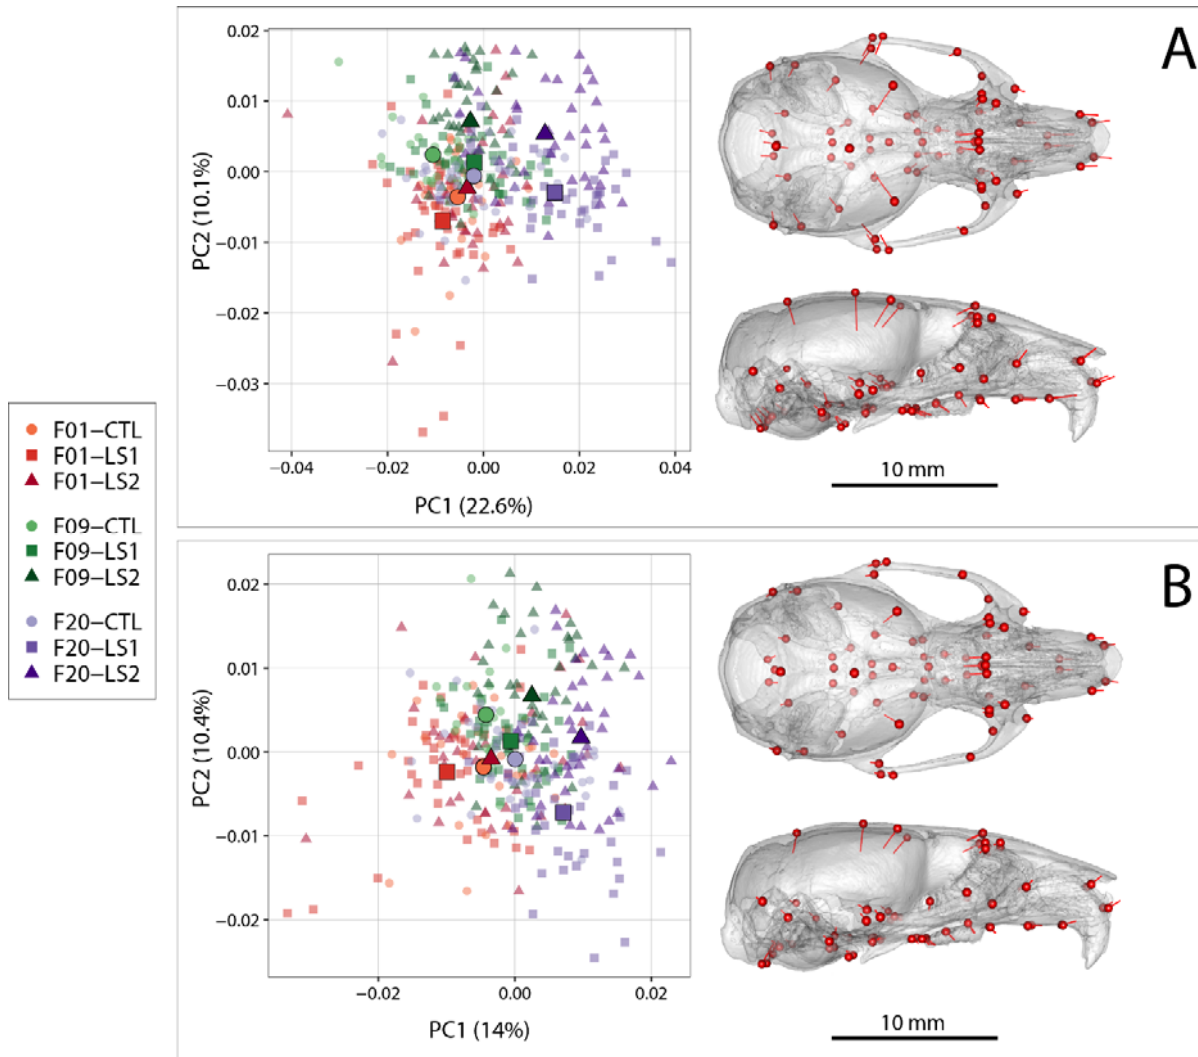 A
0.02
0.01
0.00
−0.01
−0.02
−0.03
PC2 (10.1%)
−0.04
−0.02
0.00
0.02
0.04
PC1 (22.6%)
10 mm
F01−CTL
F01−LS1
F01−LS2
F09−CTL
F09−LS1
F09−LS2
F20−CTL
F20−LS1
F20−LS2
B
0.02
0.01
0.00
−0.01
−0.02
PC2 (10.4%)
−0.02
0.00
0.02
PC1 (14%)
10 mm